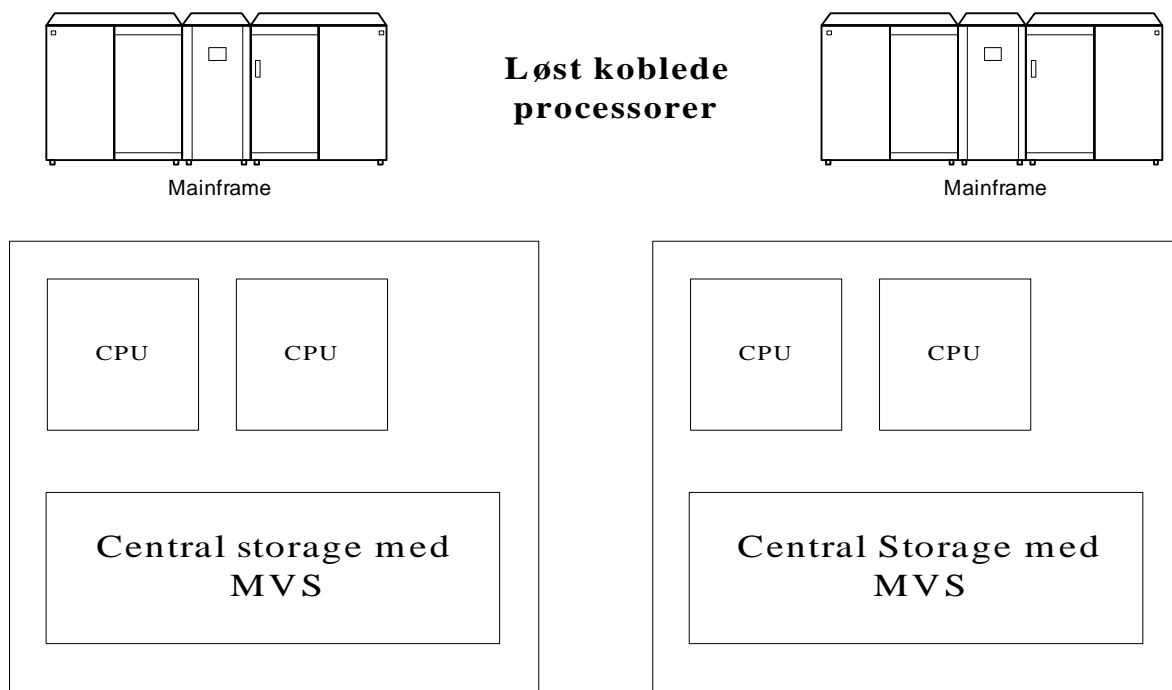 Løst koblede
processorer
Mainframe
Mainframe
CPU
CPU
CPU
CPU
Central storage med
MVS
Central Storage med
MVS